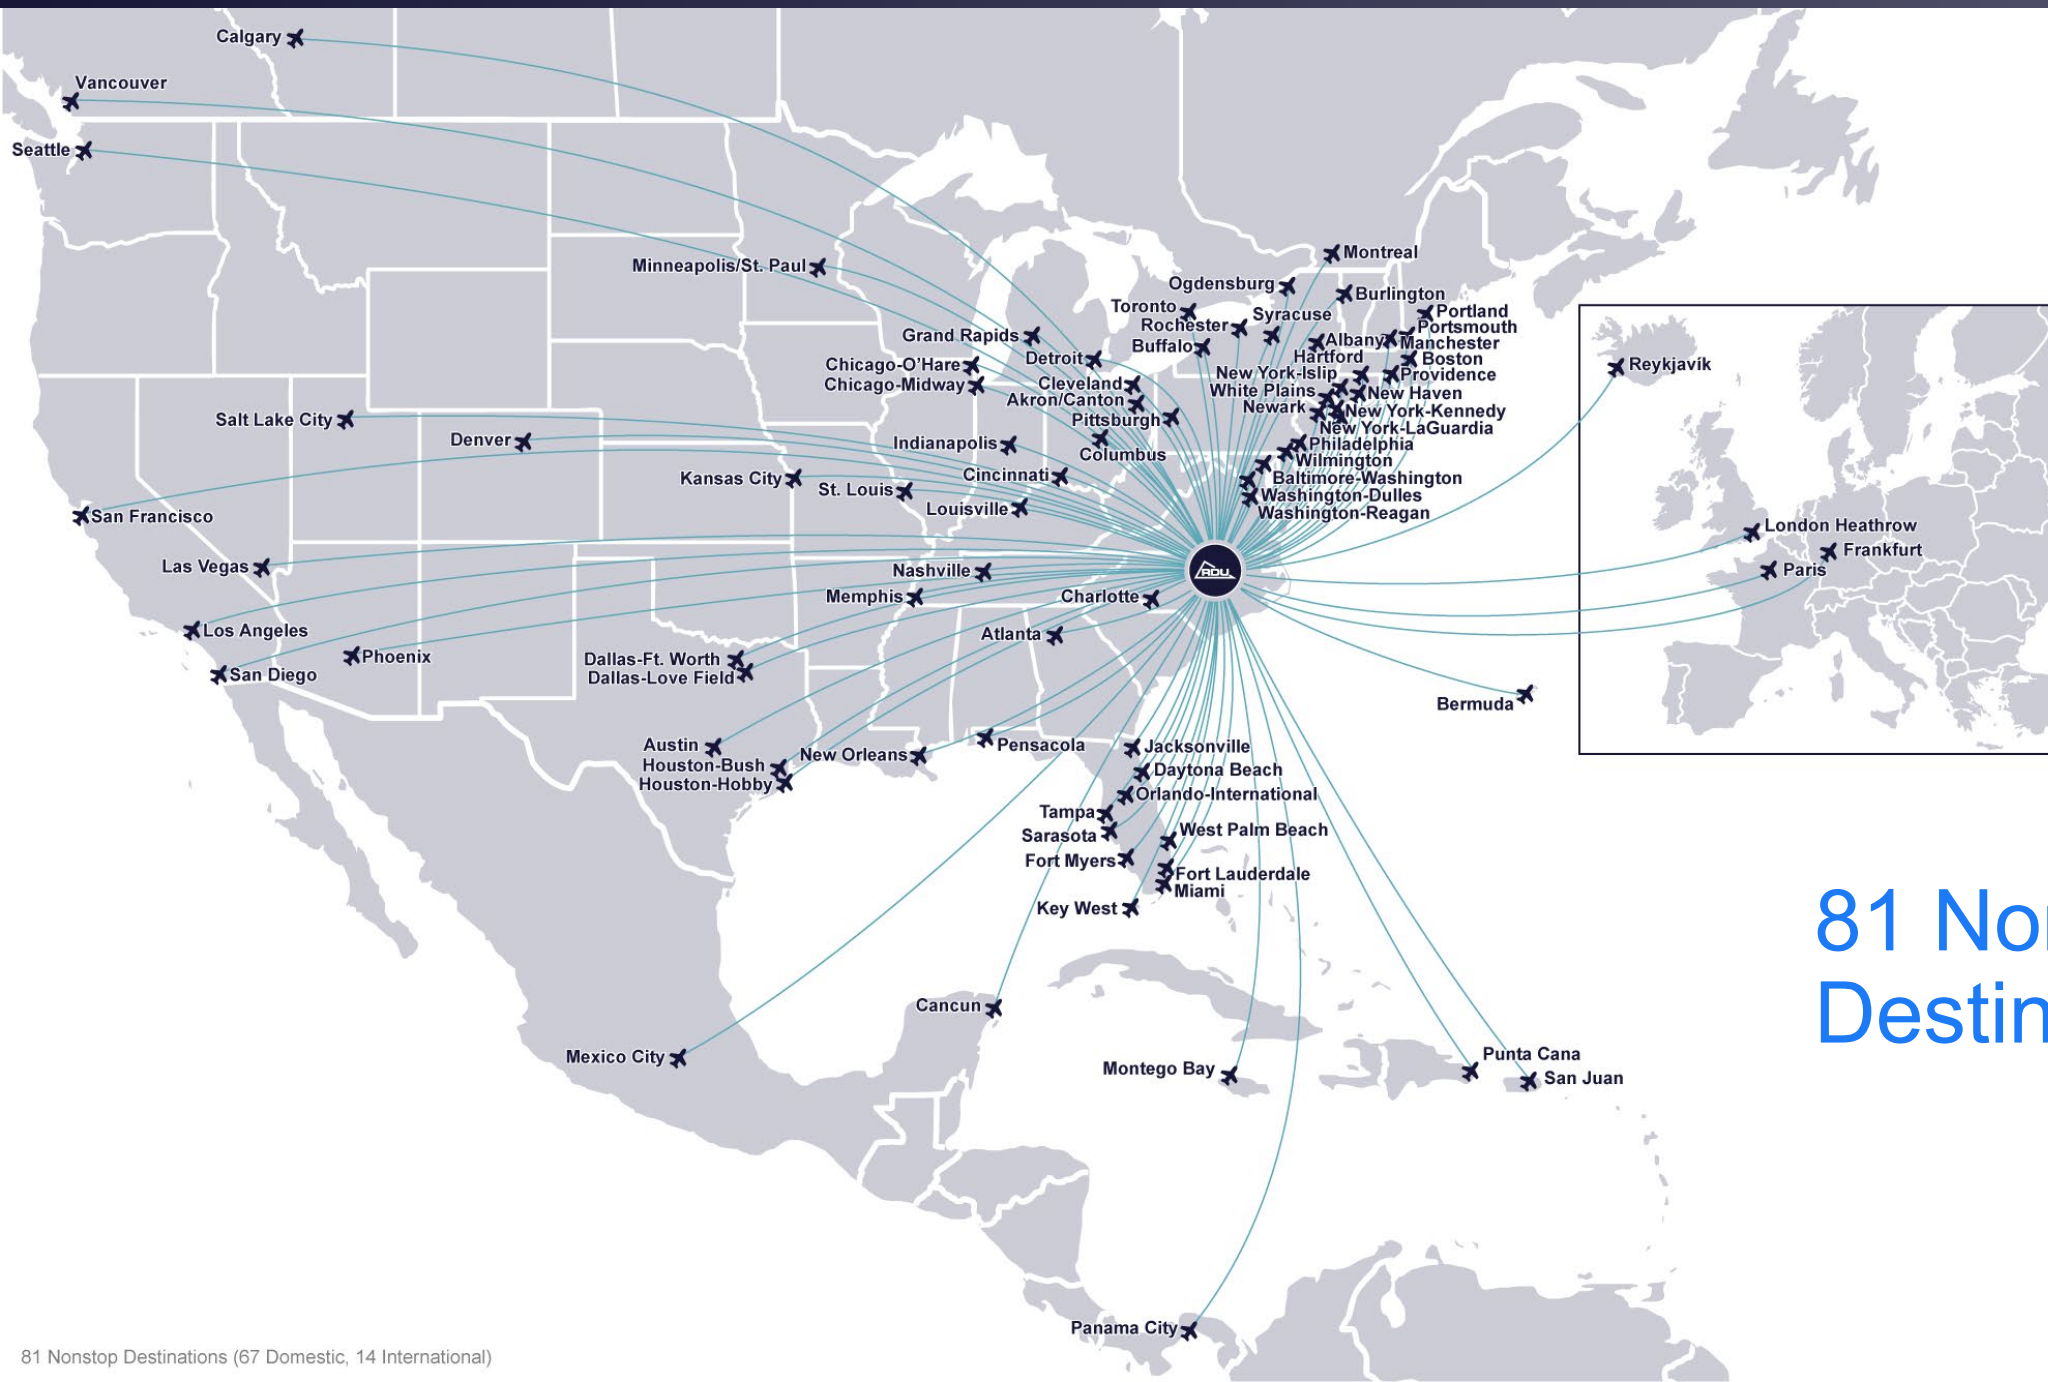 Calgary
Vancouver
Seattle
Montreal
Minneapolis/St. Paul
Ogdensburg
Burlington
Toronto
Syracuse
Portland
Rochester
Portsmouth
Grand Rapids
Buffalo
Albany
Manchester
Detroit
Hartford
Boston
Reykjavík
Chicago-O'Hare
New York-Islip
Providence
Chicago-Midway
Cleveland
White Plains
New Haven
Akron/Canton
Newark
New York-Kennedy
Salt Lake City
Pittsburgh
New York-LaGuardia
Denver
Indianapolis
Columbus
Philadelphia
Wilmington
Kansas City
St. Louis
Cincinnati
Baltimore-Washington
Louisville
Washington-Dulles
Washington-Reagan
San Francisco
London Heathrow
Frankfurt
Las Vegas
Nashville
RDU
Paris
Memphis
Charlotte
Los Angeles
Atlanta
Phoenix
Dallas-Ft. Worth
San Diego
Dallas-Love Field
Bermuda
Austin
New Orleans
Pensacola
Jacksonville
Houston-Bush
Daytona Beach
Houston-Hobby
Orlando-International
Tampa
Sarasota
West Palm Beach
Fort Myers
Fort Lauderdale
Miami
Key West
81 No
Destin
Cancun
Mexico City
Montego Bay
Punta Cana
San Juan
Panama City
81 Nonstop Destinations (67 Domestic, 14 International)